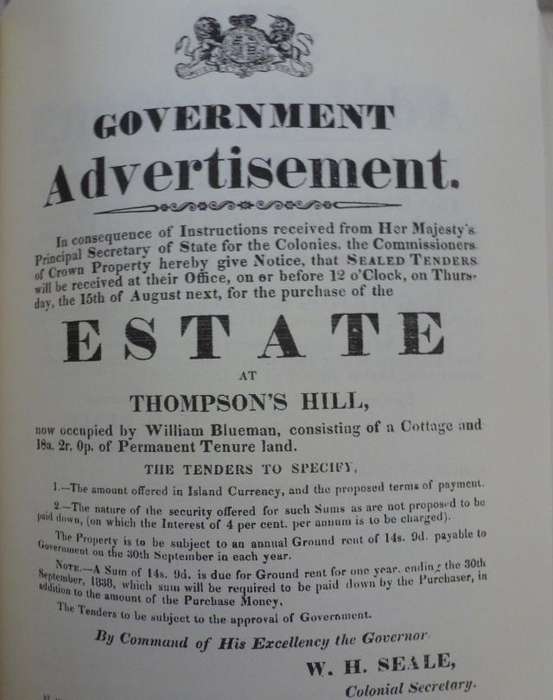 GOVERNMENT
Advertisement.
In consequence of Instructions received from Her Majesty's
Principal Secretary of State for the Colonies, the Commissioners
of Crown Property hereby give Notice, that SEALED TENDERS
will be received at their Office, on or before 12 o'Clock, on Thurs-
day, the 15th of August next, for the purchase of the
ESTATE
AT
THOMPSON'S HILL,
now occupied by William Blueman, consisting of a Cottage and
18a. 2r. 0p. of Permanent Tenure land.
THE TENDERS TO SPECIFY,
1.—The amount offered in Island Currency, and the proposed terms of payment.
2.—The nature of the security offered for such Sums as are not proposed to be
paid down, (on which the Interest of 4 per cent. per annum is to be charged).
The Property is to be subject to an annual Ground rent of 14s. 9d. payable to
Government on the 30th September in each year.
NOTE.—A Sum of 14s. 9d. is due for Ground rent for one year, ending the 30th
September, 1838, which sum will be required to be paid down by the Purchaser, in
addition to the amount of the Purchase Money.
The Tenders to be subject to the approval of Government.
By Command of His Excellency the Governor
W. H. SEALE,
Colonial Secretary.